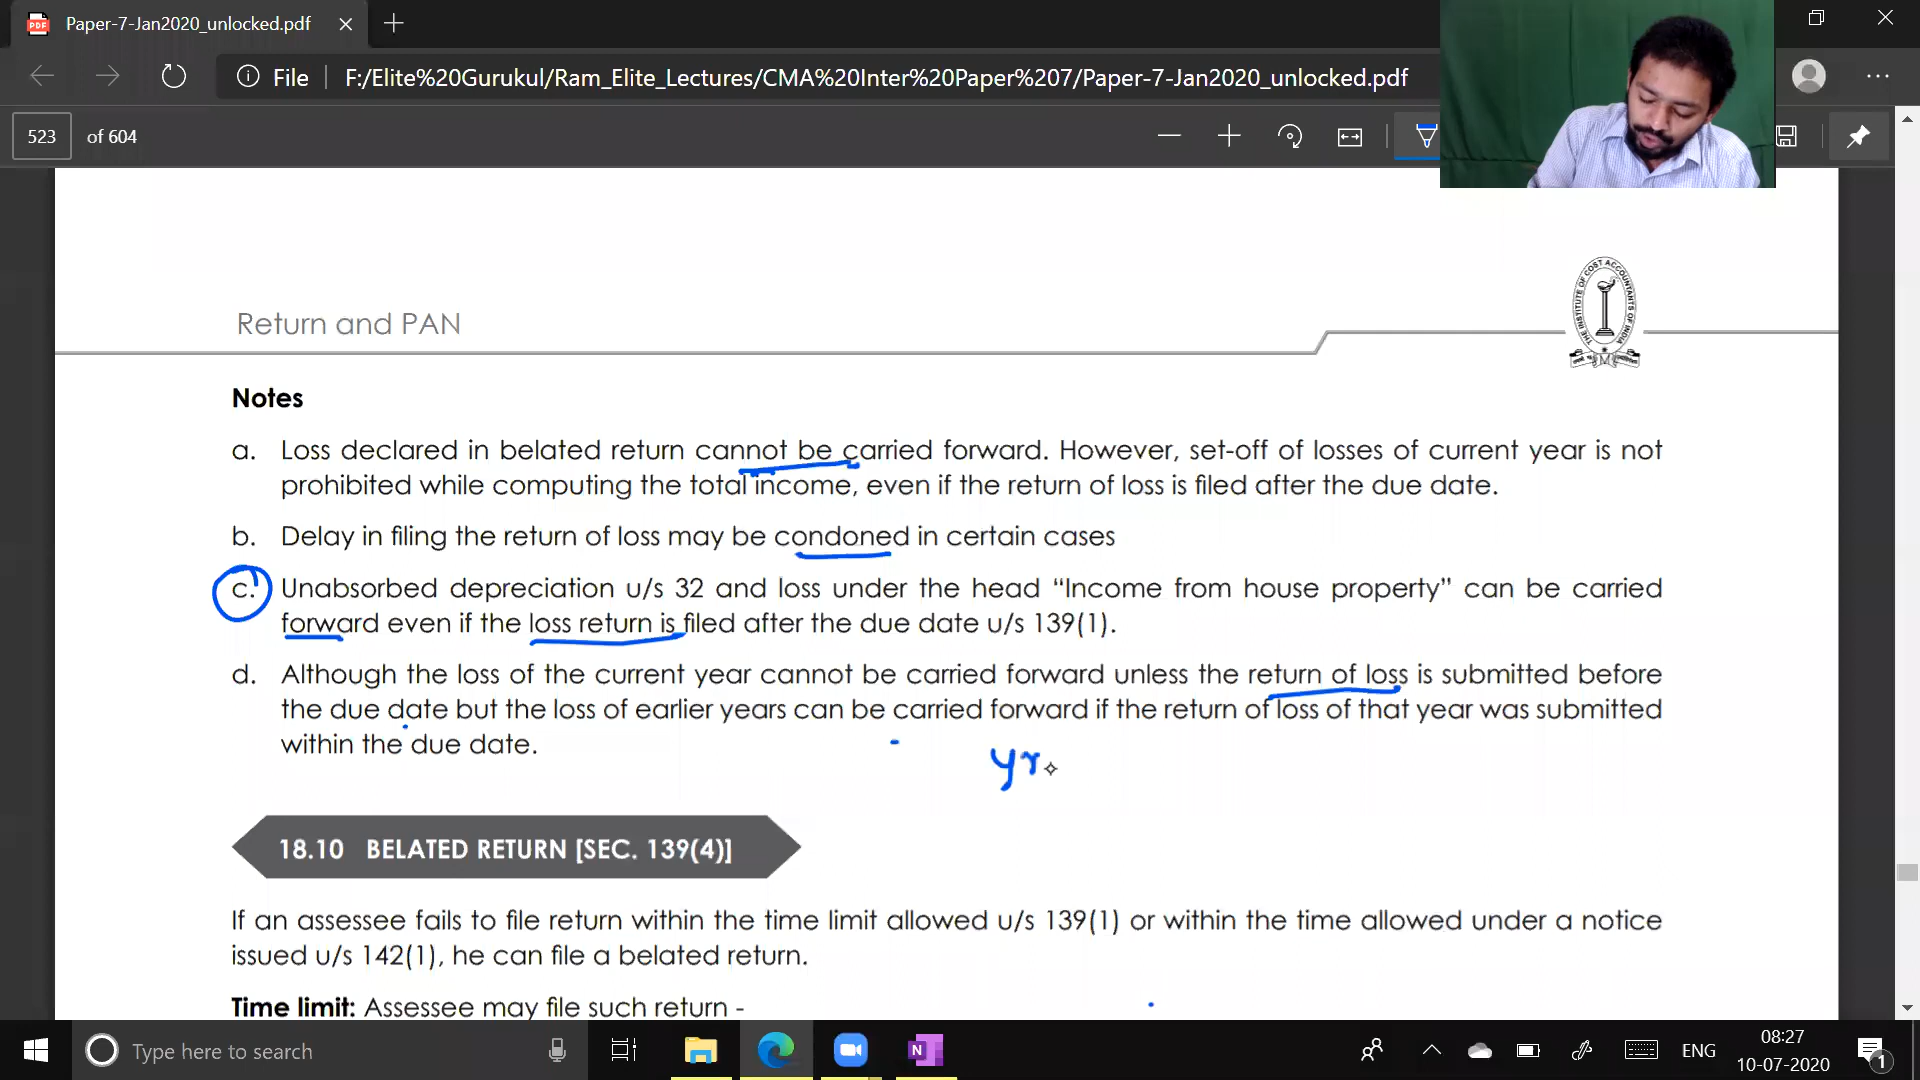 Paper-7-Jan2020_unlocked.pdf
File
F:/Elite%20Gurukul/Ram_Elite_Lectures/CMA%20Inter%20Paper%207/Paper-7-Jan2020_unlocked.pdf
523 of 604
Return and PAN
THE INSTITUTE OF COST ACCOUNTANTS OF INDIA
Notes
a. Loss declared in belated return cannot be carried forward. However, set-off of losses of current year is not
prohibited while computing the total income, even if the return of loss is filed after the due date.
b. Delay in filing the return of loss may be condoned in certain cases
c. Unabsorbed depreciation u/s 32 and loss under the head “Income from house property” can be carried
forward even if the loss return is filed after the due date u/s 139(1).
d. Although the loss of the current year cannot be carried forward unless the return of loss is submitted before
the due date but the loss of earlier years can be carried forward if the return of loss of that year was submitted
within the due date.
yr
18.10 BELATED RETURN [SEC. 139(4)]
If an assessee fails to file return within the time limit allowed u/s 139(1) or within the time allowed under a notice
issued u/s 142(1), he can file a belated return.
Time limit: Assessee may file such return -
Type here to search
ENG
08:27
10-07-2020
1